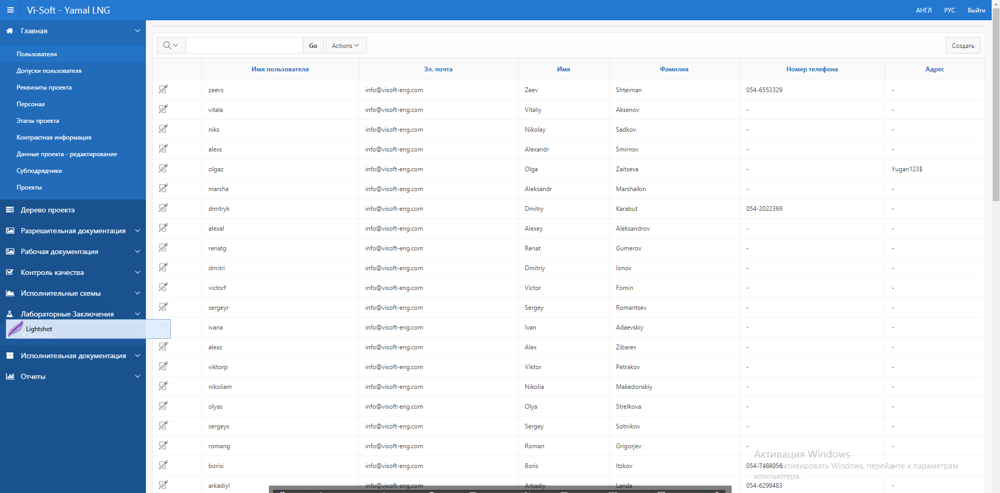 Vi-Soft - Yamal LNG
АНГЛ РУС Выйти
Главная
Пользователи
Допуски пользователя
Реквизиты проекта
Персонал
Этапы проекта
Контрактная информация
Данные проекта - редактирование
Субподрядчики
Проекты
Дерево проекта
Разрешительная документация
Рабочая документация
Контроль качества
Исполнительные схемы
Лабораторные Заключения
Lightshot
Журналы
Исполнительная документация
Отчеты
Go Actions Создать
Имя пользователя Эл. почта Имя Фамилия Номер телефона Адрес
zeevs info@visoft-eng.com Zeev Shteiman 054-6553329 -
vitala info@visoft-eng.com Vitaliy Aksenov - -
niks info@visoft-eng.com Nikolay Sadkov - -
alexs info@visoft-eng.com Alexandr Smirnov - -
olgaz info@visoft-eng.com Olga Zaitseva - Yugan123$
marsha info@visoft-eng.com Aleksandr Marshalkin - -
dmitryk info@visoft-eng.com Dmitry Karabut 054-2022369 -
alexal info@visoft-eng.com Alexey Aleksandrov - -
renatg info@visoft-eng.com Renat Gumerov - -
dmitri info@visoft-eng.com Dmitriy Ionov - -
victorf info@visoft-eng.com Victor Fomin - -
sergeyr info@visoft-eng.com Sergey Romantsev - -
ivana info@visoft-eng.com Ivan Adaevskiy - -
alexz info@visoft-eng.com Alex Zibarev - -
viktorp info@visoft-eng.com Viktor Petrakov - -
nikoliam info@visoft-eng.com Nikolia Makedonskiy - -
olyas info@visoft-eng.com Olya Strelkova - -
sergeys info@visoft-eng.com Sergey Sotnikov - -
romang info@visoft-eng.com Roman Grigorjev - -
borisi info@visoft-eng.com Boris Itzkov 054-7484956 -
arkadiyl info@visoft-eng.com Arkadiy Landa 054-6299483 -
Активация Windows
активировать Windows, перейдите к параметрам
компьютера.